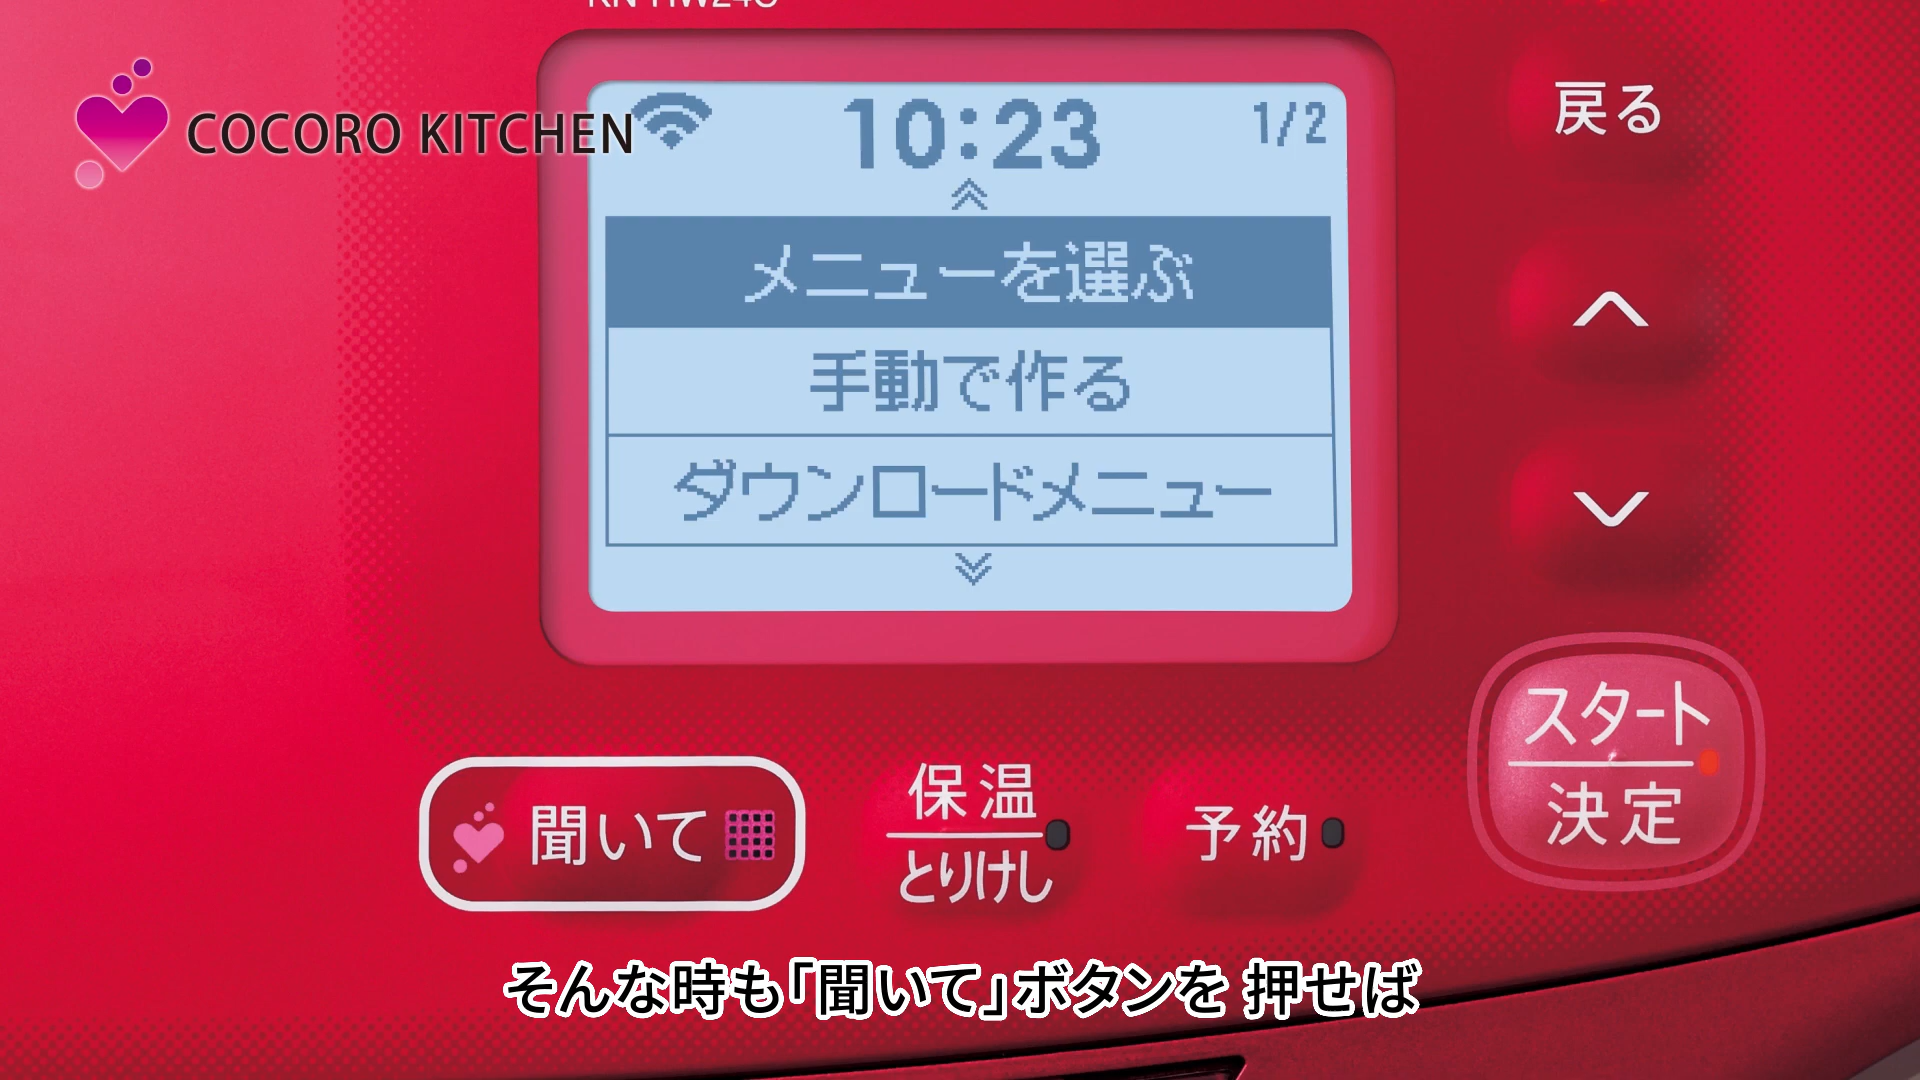 COCORO KITCHEN
10:23
1/2
メニューを選ぶ
手動で作る
ダウンロードメニュー
戻る
スタート
決定
聞いて
保温
とりけし
予約
そんな時も「聞いて」ボタンを 押せば